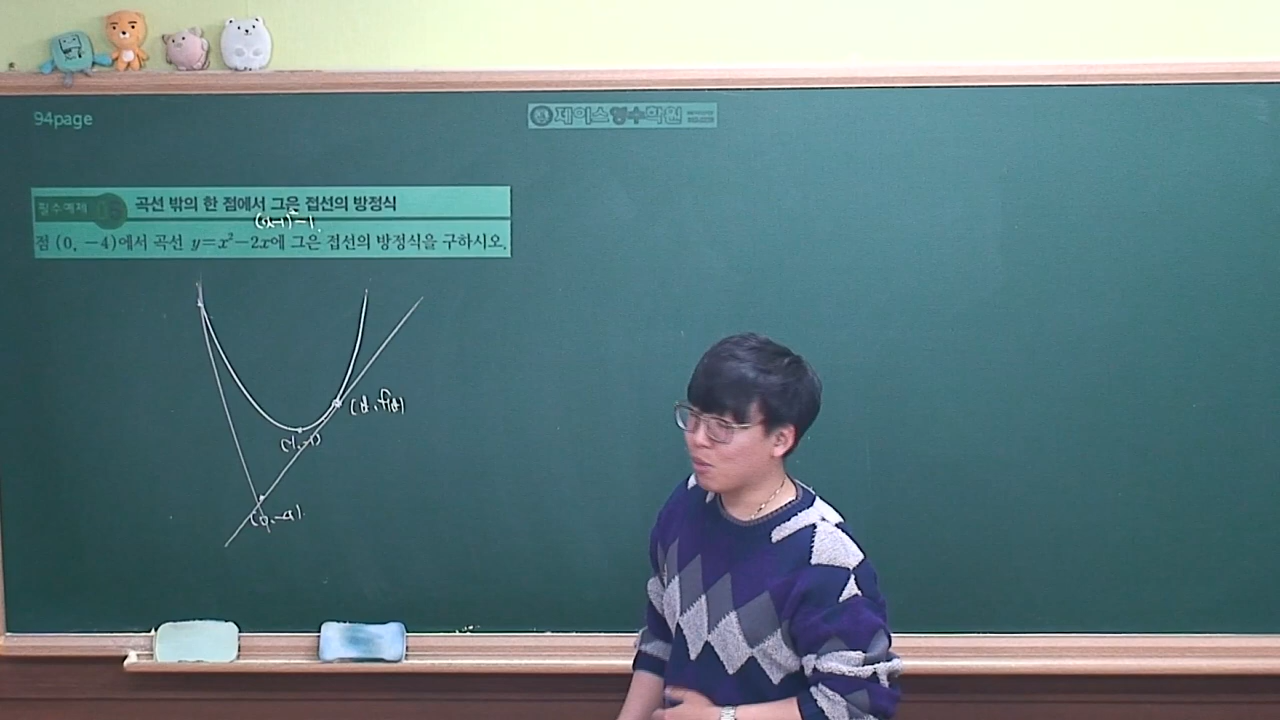 94page
제이스영수학원
필수예제 05 곡선 밖의 한 점에서 그은 접선의 방정식
(x-1)²-1
점 (0, -4)에서 곡선 y=x²-2x에 그은 접선의 방정식을 구하시오.
(1,-1)
(0,-4)